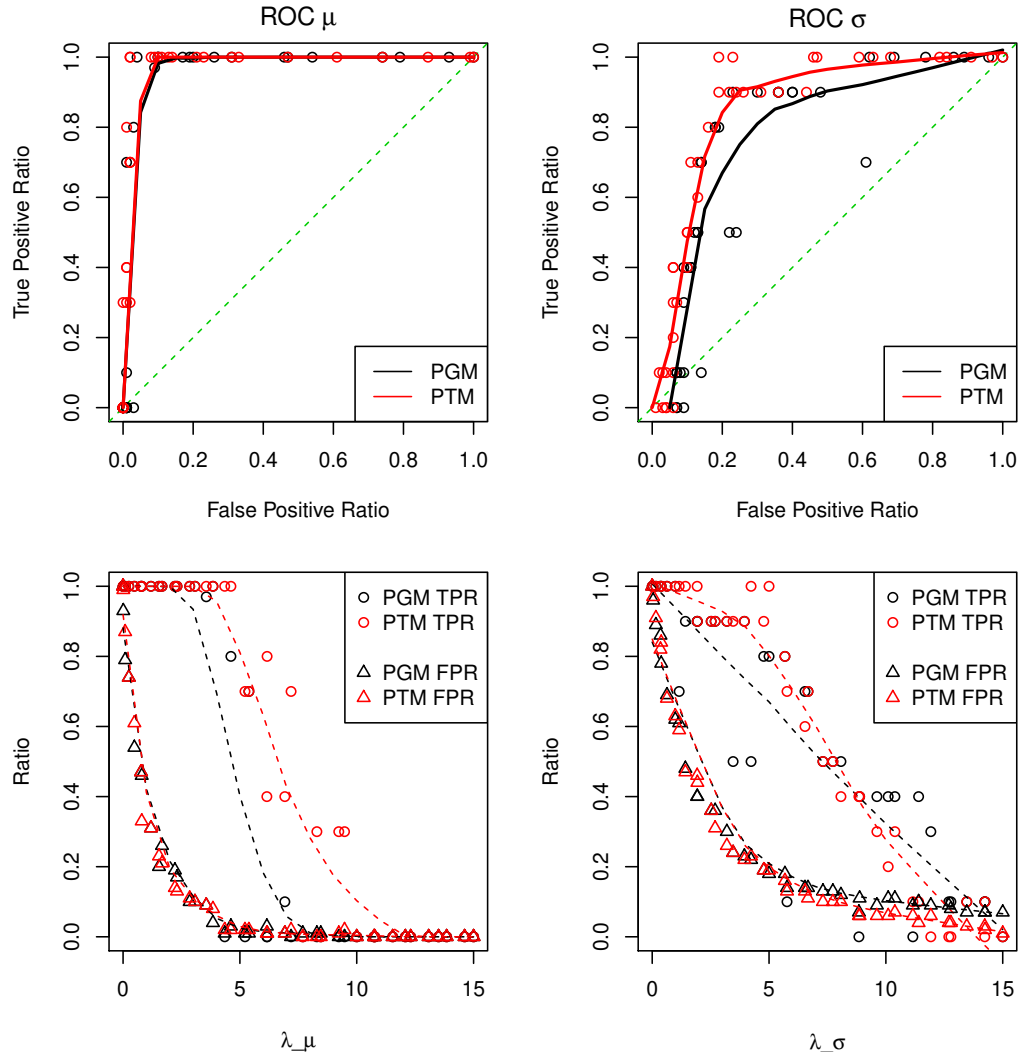 ROC μ
True Positive Ratio
1.0
0.8
0.6
0.4
0.2
0.0
PGM
PTM
0.0 0.2 0.4 0.6 0.8 1.0
False Positive Ratio
ROC σ
True Positive Ratio
1.0
0.8
0.6
0.4
0.2
0.0
PGM
PTM
0.0 0.2 0.4 0.6 0.8 1.0
False Positive Ratio
Ratio
1.0
0.8
0.6
0.4
0.2
0.0
PGM TPR
PTM TPR
PGM FPR
PTM FPR
0 5 10 15
λ_μ
Ratio
1.0
0.8
0.6
0.4
0.2
0.0
PGM TPR
PTM TPR
PGM FPR
PTM FPR
0 5 10 15
λ_σ